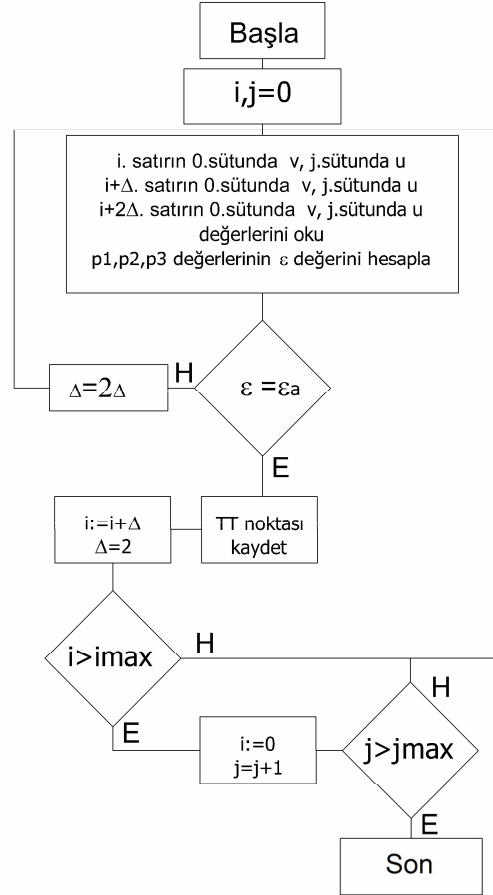 Başla
i,j=0
i. satırın 0.sütunda v, j.sütunda u
i+Δ. satırın 0.sütunda v, j.sütunda u
i+2Δ. satırın 0.sütunda v, j.sütunda u
değerlerini oku
p1,p2,p3 değerlerinin ε değerini hesapla
H
Δ=2Δ
ε =εa
E
i:=i+Δ
Δ=2
TT noktası
kaydet
i>imax
H
H
E
i:=0
j=j+1
j>jmax
E
Son